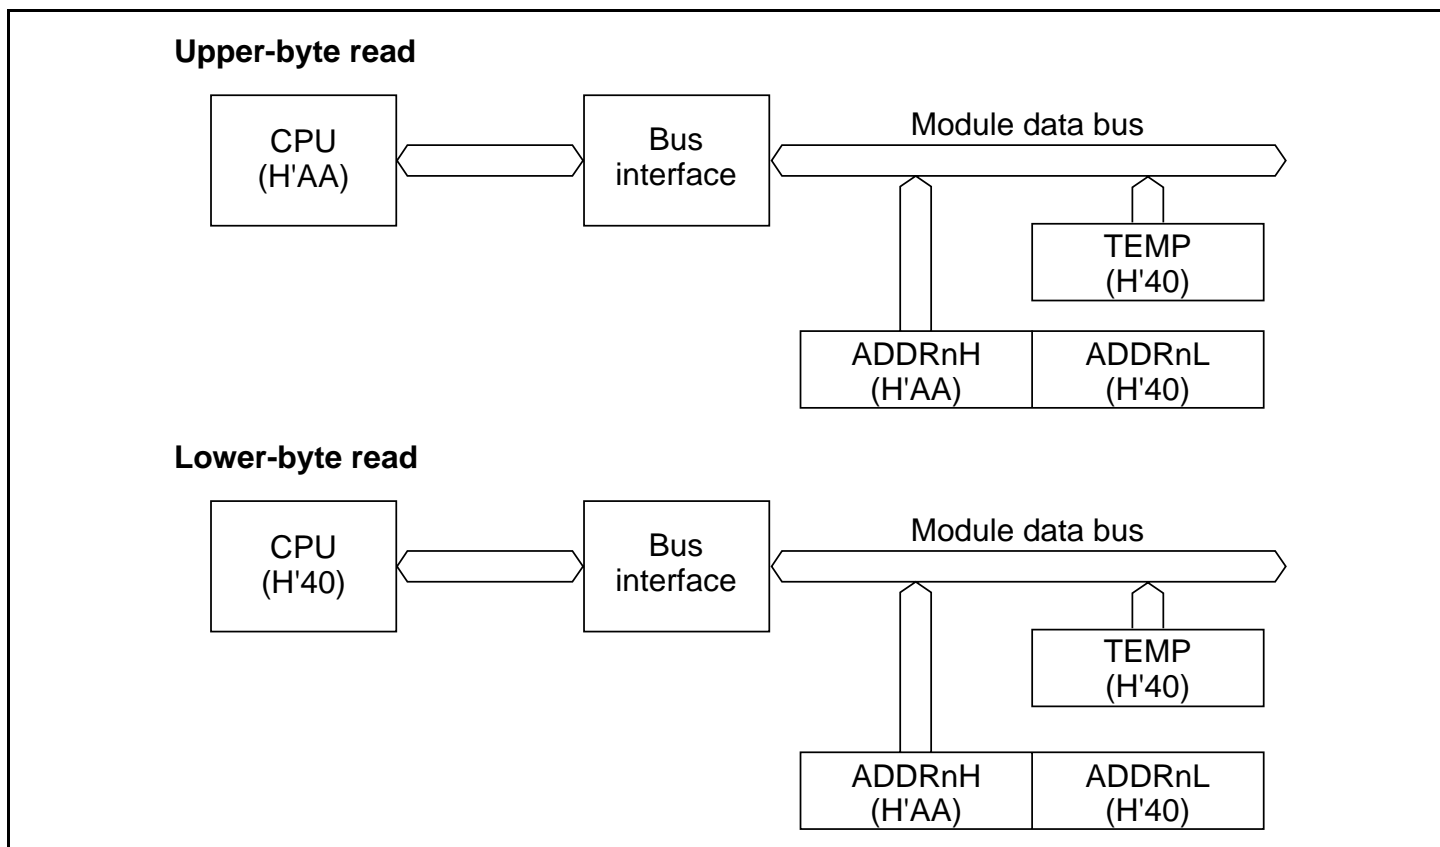 Upper-byte read
CPU
(H'AA)
Bus
interface
Module data bus
TEMP
(H'40)
ADDRnH
(H'AA)
ADDRnL
(H'40)
Lower-byte read
CPU
(H'40)
Bus
interface
Module data bus
TEMP
(H'40)
ADDRnH
(H'AA)
ADDRnL
(H'40)